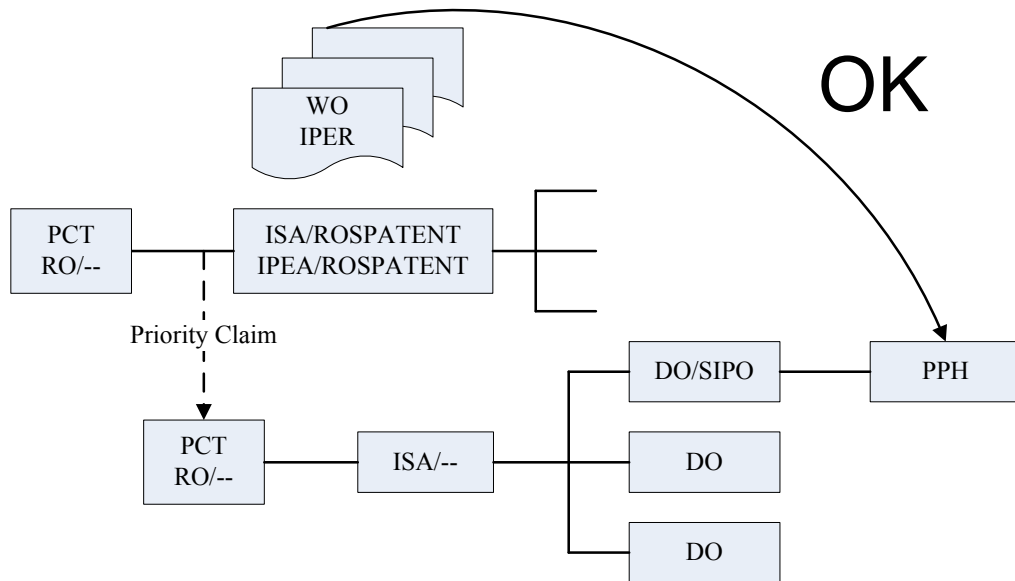 OK
WO
IPER
PCT
RO/--
ISA/ROSPATENT
IPEA/ROSPATENT
Priority Claim
DO/SIPO
PPH
PCT
RO/--
ISA/--
DO
DO